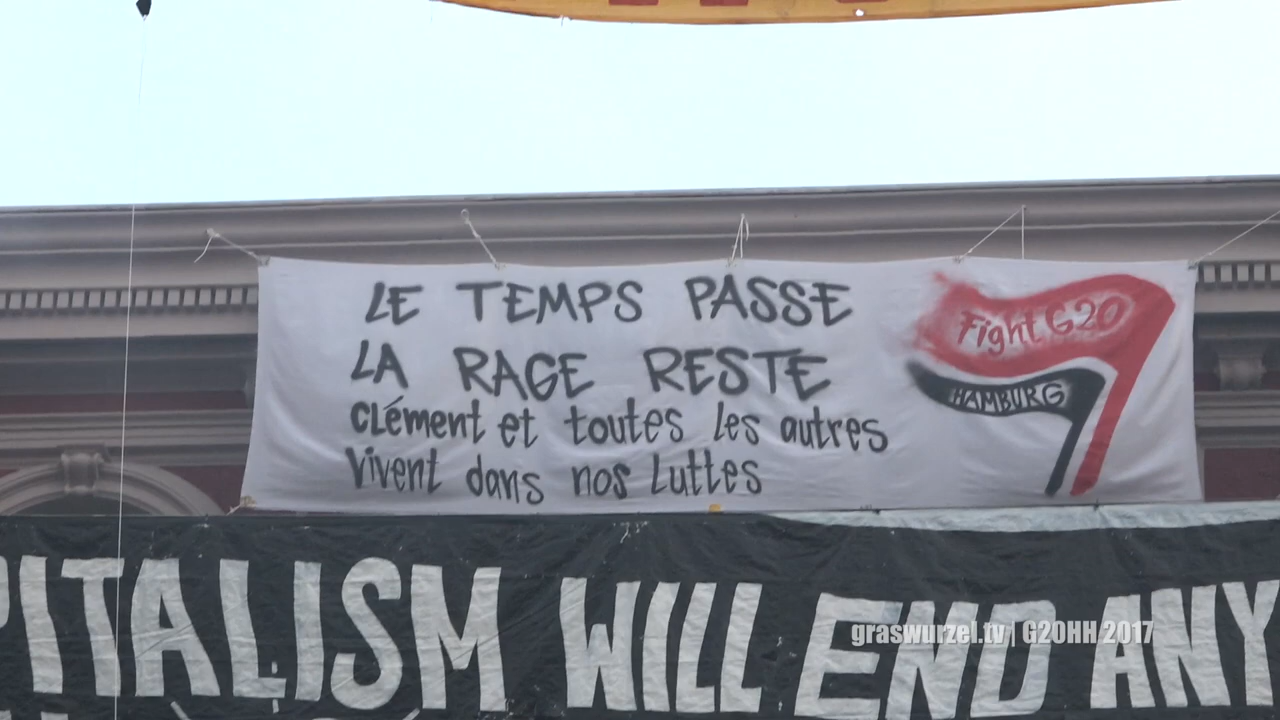 LE TEMPS PASSE
LA RAGE RESTE
Clément et toutes les autres
vivent dans nos luttes
Fight G20
HAMBURG
PITALISM WILL END ANY
graswurzel.tv | G20HH 2017